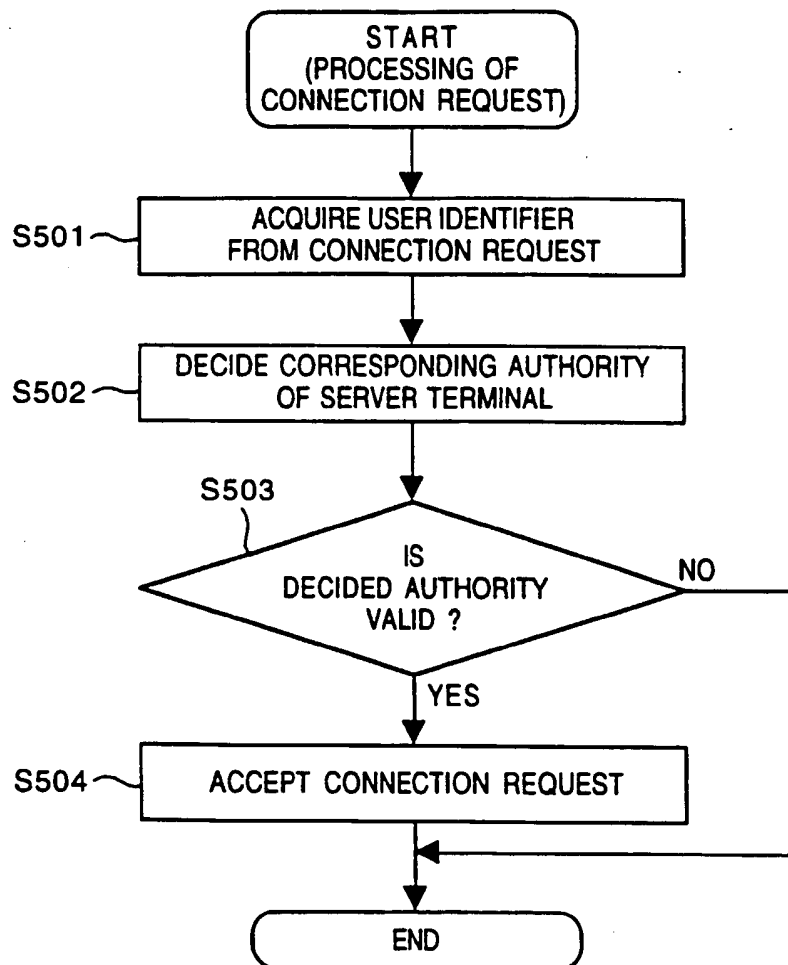 START
(PROCESSING OF
CONNECTION REQUEST)
S501
ACQUIRE USER IDENTIFIER
FROM CONNECTION REQUEST
S502
DECIDE CORRESPONDING AUTHORITY
OF SERVER TERMINAL
S503
IS
DECIDED AUTHORITY
VALID ?
NO
YES
S504
ACCEPT CONNECTION REQUEST
END